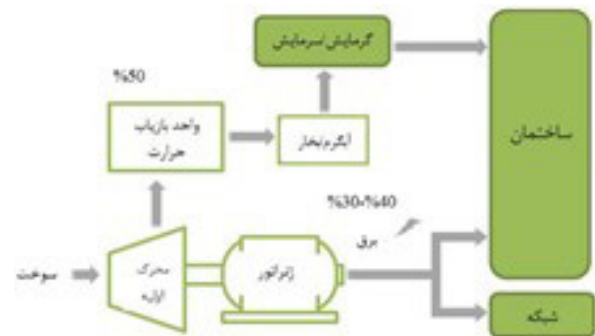 گرمایش/سرمایش
%50
واحد بازیاب
حرارت
آبگرم/بخار
ساختمان
%30-%40
برق
سوخت
محرک
اولیه
ژنراتور
شبکه